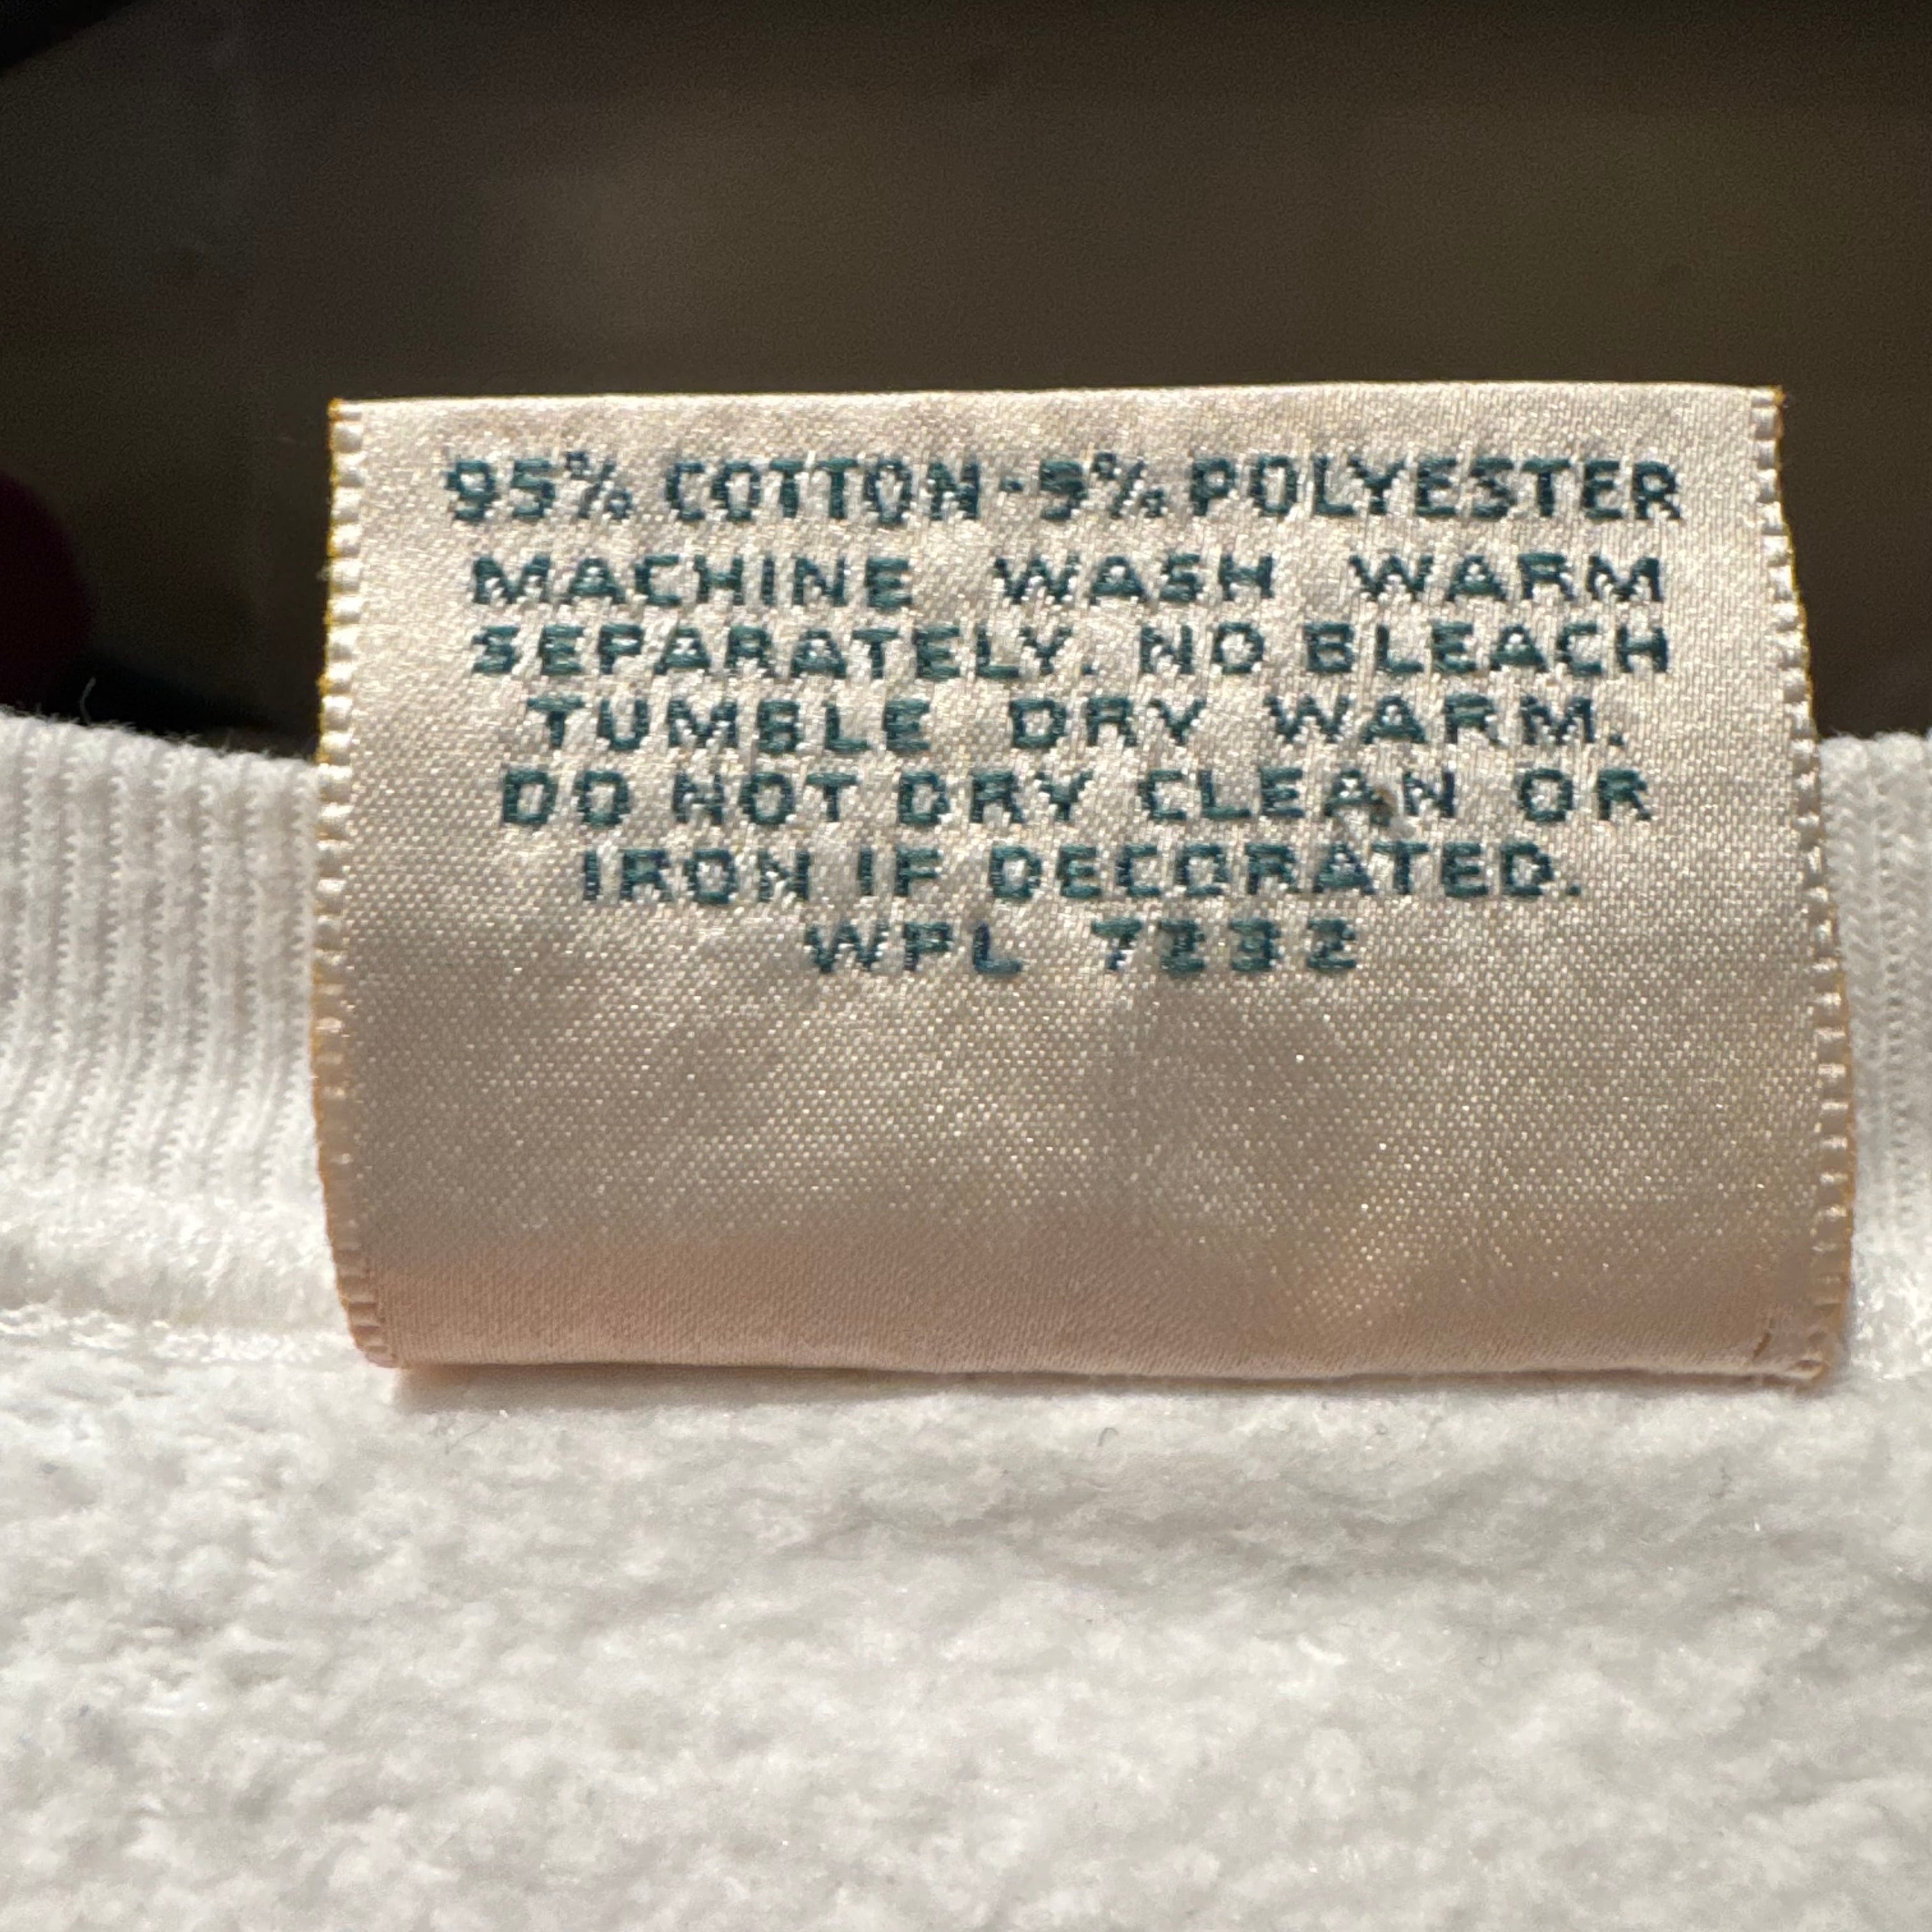 95% COTTON-5% POLYESTER
MACHINE WASH WARM
SEPARATELY. NO BLEACH
TUMBLE DRY WARM.
DO NOT DRY CLEAN OR
IRON IF DECORATED.
WPL 7232